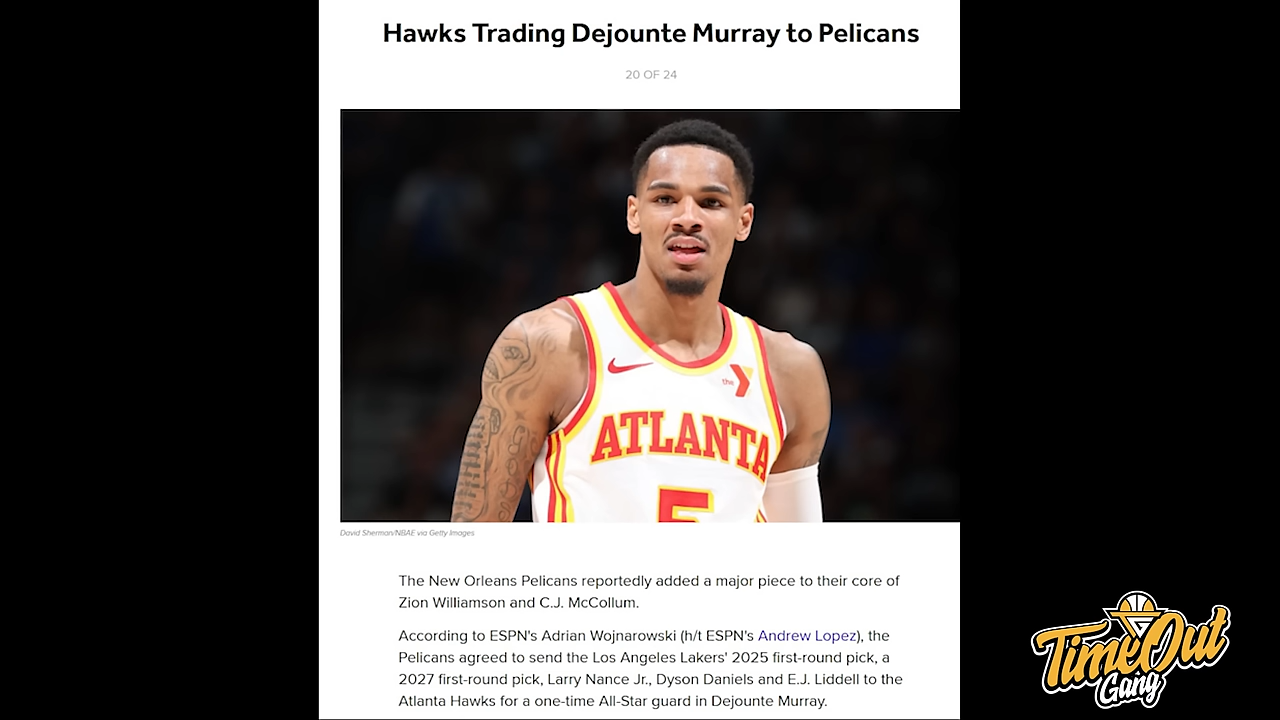 Hawks Trading Dejounte Murray to Pelicans
20 OF 24
the Y
ATLANTA
5
David Sherman/NBAE via Getty Images
The New Orleans Pelicans reportedly added a major piece to their core of
Zion Williamson and C.J. McCollum.
According to ESPN's Adrian Wojnarowski (h/t ESPN's Andrew Lopez), the
Pelicans agreed to send the Los Angeles Lakers' 2025 first-round pick, a
2027 first-round pick, Larry Nance Jr., Dyson Daniels and E.J. Liddell to the
Atlanta Hawks for a one-time All-Star guard in Dejounte Murray.
TimeOut
Gang